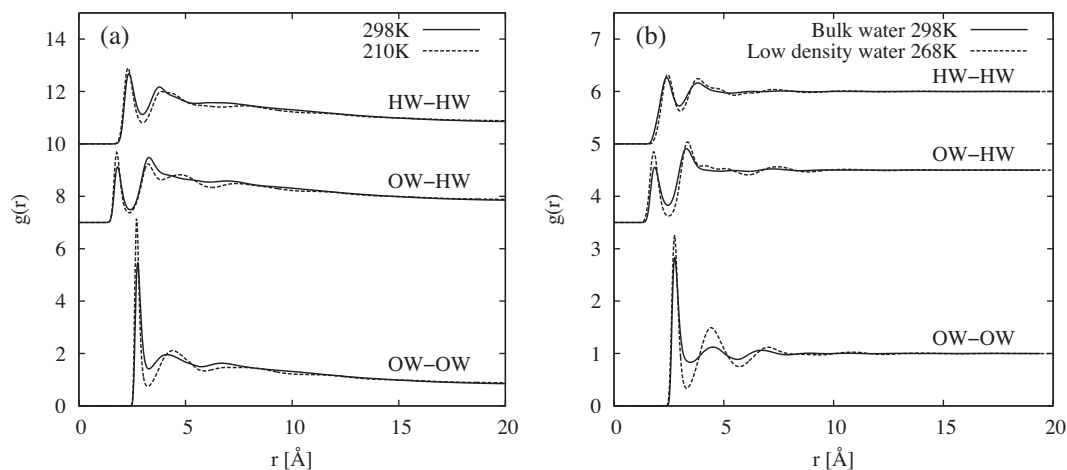 (a)
298K
210K
HW–HW
OW–HW
OW–OW
g(r)
14
12
10
8
6
4
2
0
0 5 10 15 20
r [Å]
(b)
Bulk water 298K
Low density water 268K
HW–HW
OW–HW
OW–OW
g(r)
7
6
5
4
3
2
1
0
0 5 10 15 20
r [Å]